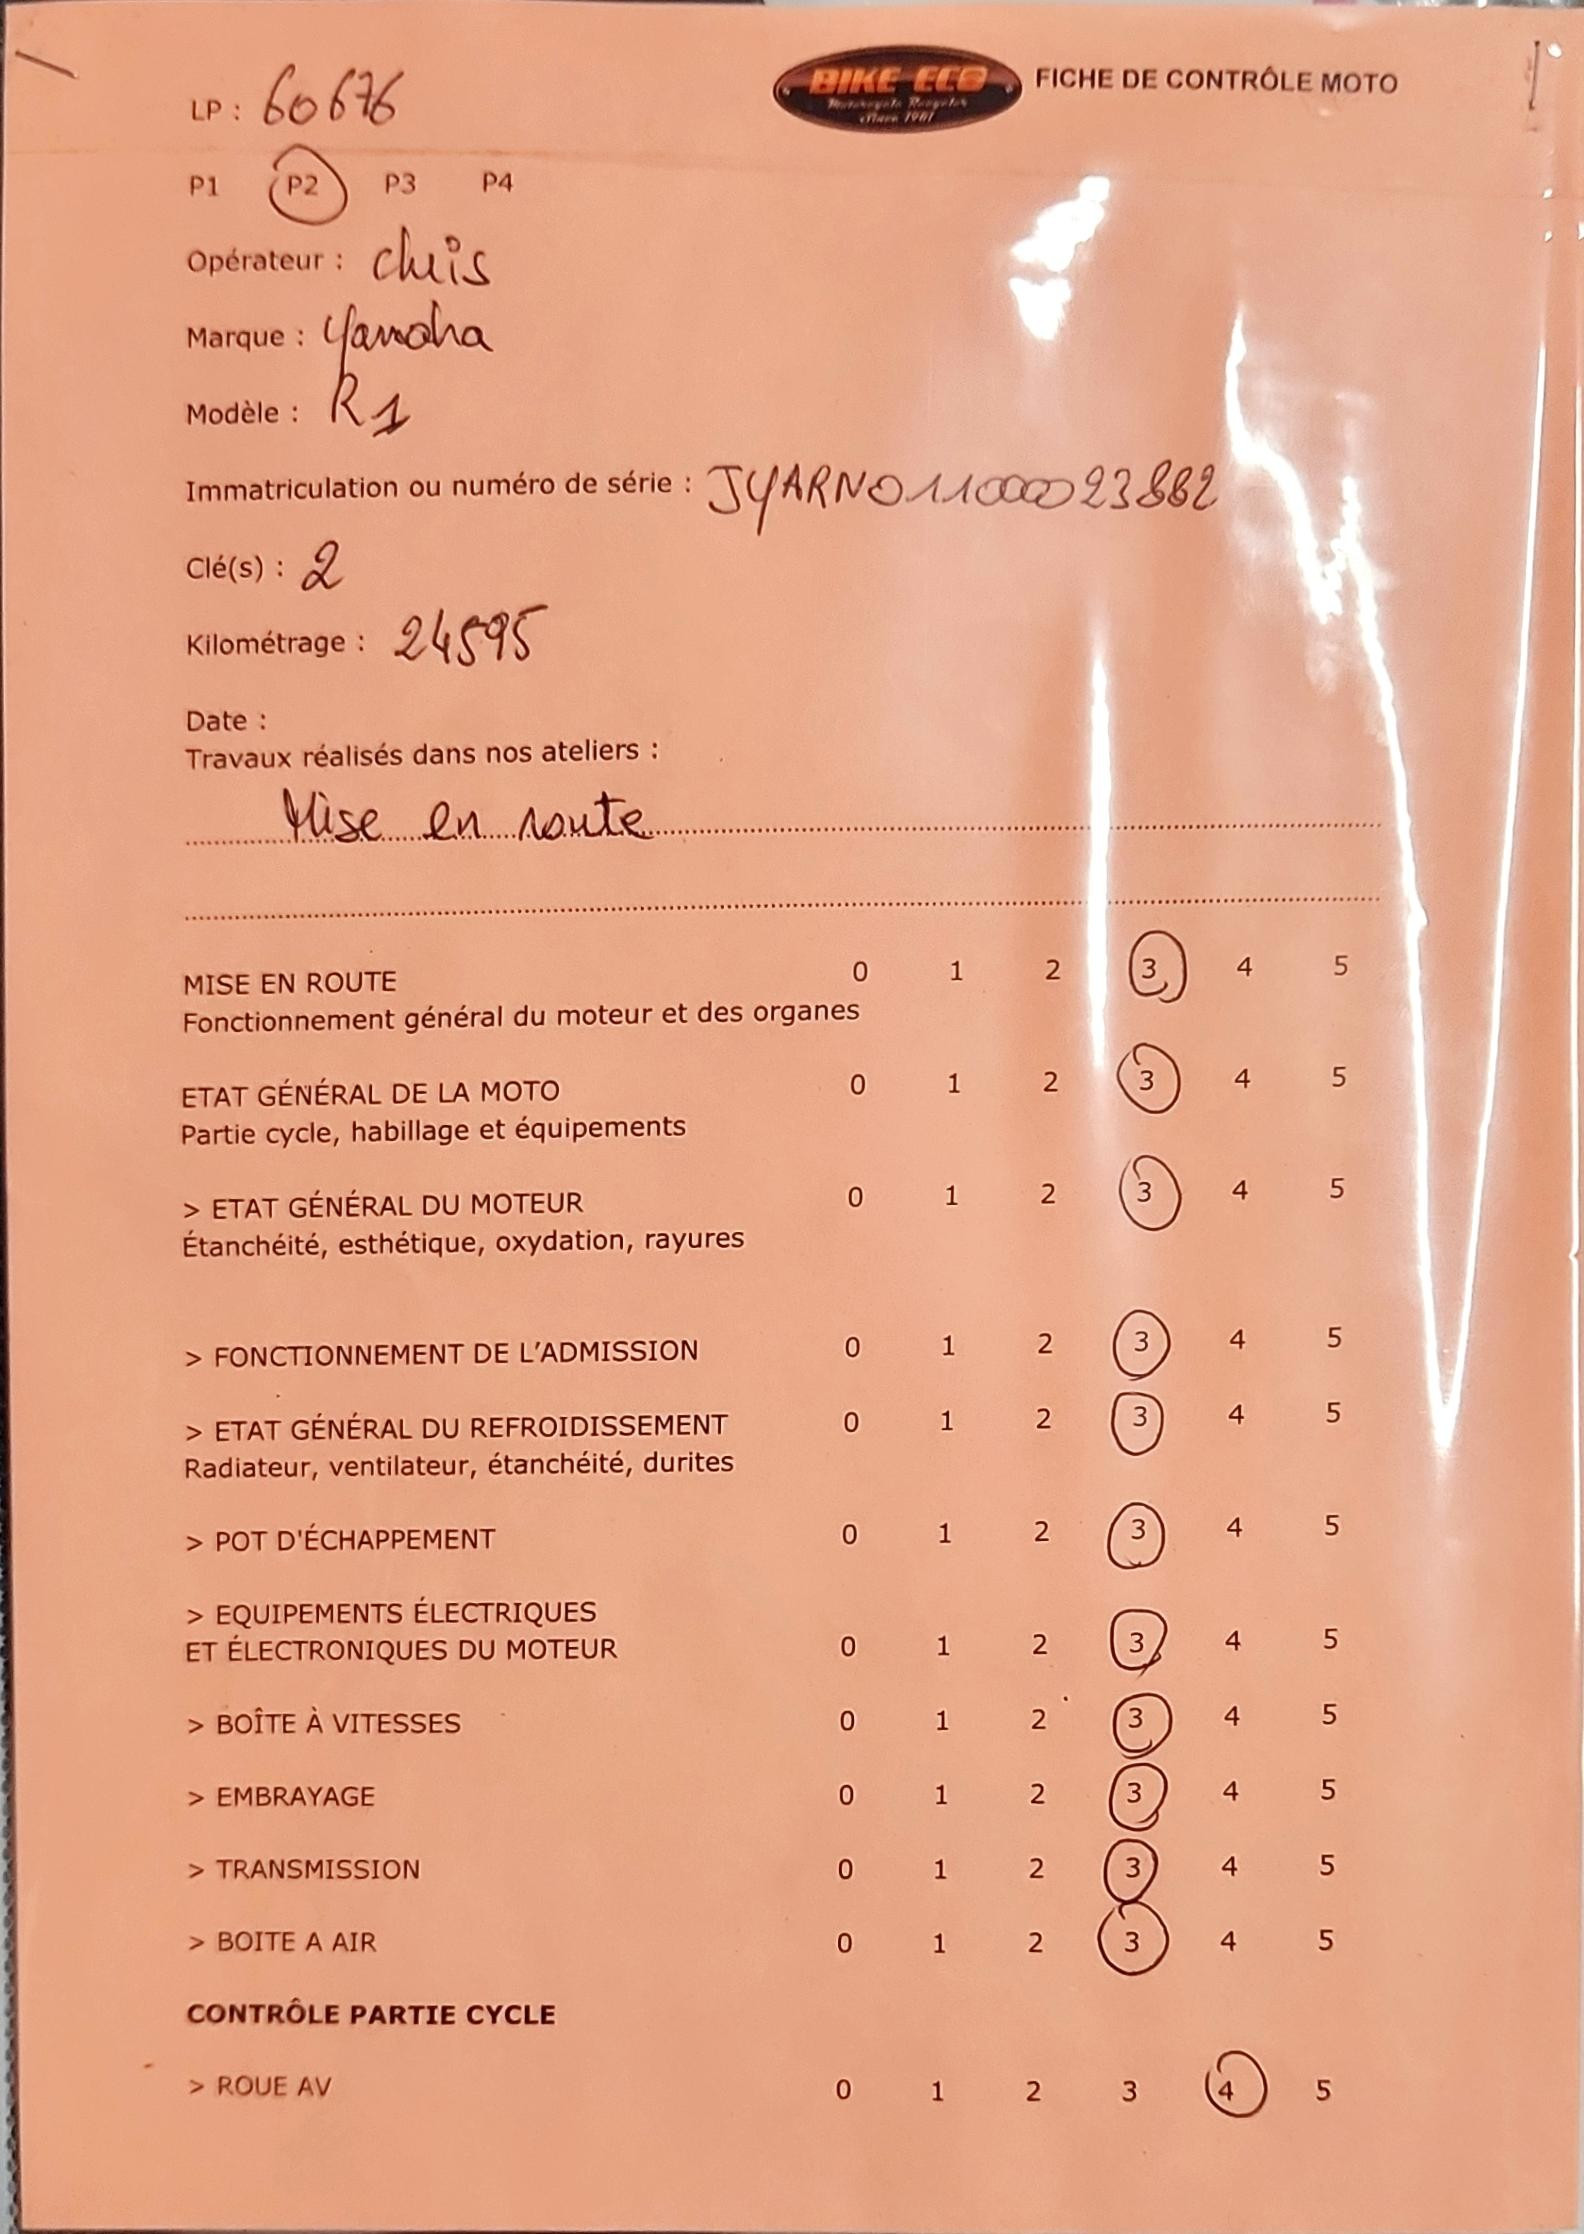 LP : 60676
BIKE ECO
Motorcycle Recycler
Since 1981
FICHE DE CONTRÔLE MOTO
P1 P2 P3 P4
Opérateur : chris
Marque : Yamaha
Modèle : R1
Immatriculation ou numéro de série : JYARN011000023882
Clé(s) : 2
Kilométrage : 24595
Date :
Travaux réalisés dans nos ateliers :
Mise en route
MISE EN ROUTE 0 1 2 3 4 5
Fonctionnement général du moteur et des organes
ETAT GÉNÉRAL DE LA MOTO 0 1 2 3 4 5
Partie cycle, habillage et équipements
> ETAT GÉNÉRAL DU MOTEUR 0 1 2 3 4 5
Étanchéité, esthétique, oxydation, rayures
> FONCTIONNEMENT DE L'ADMISSION 0 1 2 3 4 5
> ETAT GÉNÉRAL DU REFROIDISSEMENT 0 1 2 3 4 5
Radiateur, ventilateur, étanchéité, durites
> POT D'ÉCHAPPEMENT 0 1 2 3 4 5
> EQUIPEMENTS ÉLECTRIQUES
ET ÉLECTRONIQUES DU MOTEUR 0 1 2 3 4 5
> BOÎTE À VITESSES 0 1 2 3 4 5
> EMBRAYAGE 0 1 2 3 4 5
> TRANSMISSION 0 1 2 3 4 5
> BOITE A AIR 0 1 2 3 4 5
CONTRÔLE PARTIE CYCLE
> ROUE AV 0 1 2 3 4 5